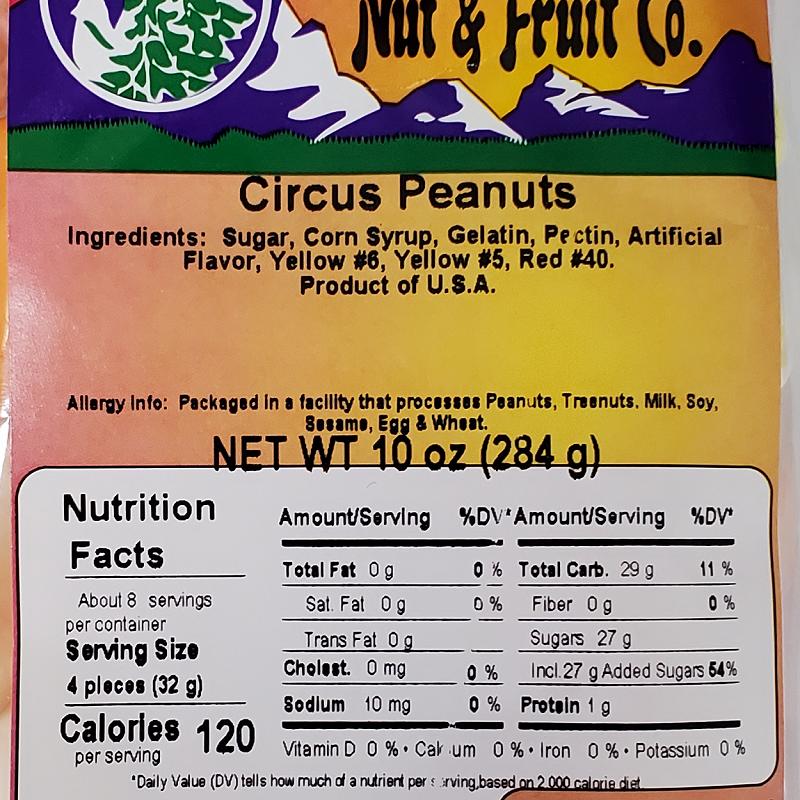 Nut & Fruit Co.
Circus Peanuts
Ingredients: Sugar, Corn Syrup, Gelatin, Pectin, Artificial
Flavor, Yellow #6, Yellow #5, Red #40.
Product of U.S.A.
Allergy Info: Packaged in a facility that processes Peanuts, Treenuts, Milk, Soy,
Sesame, Egg & Wheat.
NET WT 10 oz (284 g)
Nutrition
Facts
About 8 servings
per container
Serving Size
4 pieces (32 g)
Calories 120
per serving
Amount/Serving %DV*
Total Fat 0 g 0 %
Sat. Fat 0 g 0 %
Trans Fat 0 g
Cholest. 0 mg 0 %
Sodium 10 mg 0 %
Amount/Serving %DV*
Total Carb. 29 g 11 %
Fiber 0 g 0 %
Sugars 27 g
Incl. 27 g Added Sugars 54%
Protein 1 g
Vitamin D 0 % • Calcium 0 % • Iron 0 % • Potassium 0 %
*Daily Value (DV) tells how much of a nutrient per serving, based on 2,000 calorie diet.